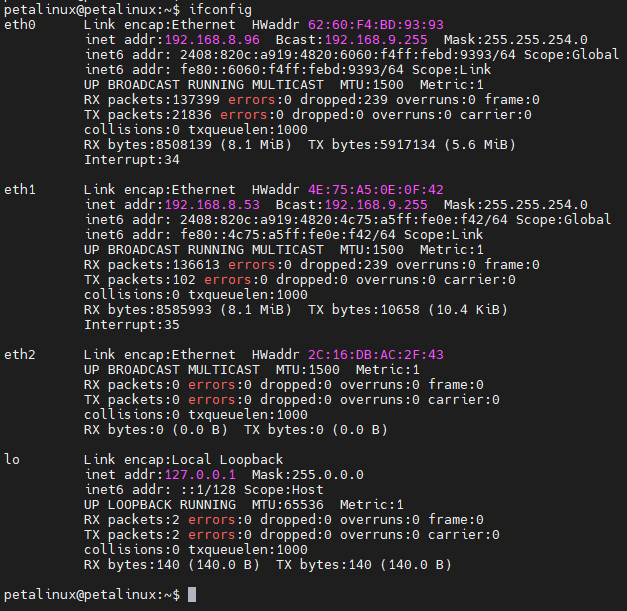 petalinux@petalinux:~$ ifconfig
eth0      Link encap:Ethernet  HWaddr 62:60:F4:BD:93:93
          inet addr:192.168.8.96  Bcast:192.168.9.255  Mask:255.255.254.0
          inet6 addr: 2408:820c:a919:4820:6060:f4ff:febd:9393/64 Scope:Global
          inet6 addr: fe80::6060:f4ff:febd:9393/64 Scope:Link
          UP BROADCAST RUNNING MULTICAST  MTU:1500  Metric:1
          RX packets:137399 errors:0 dropped:239 overruns:0 frame:0
          TX packets:21836 errors:0 dropped:0 overruns:0 carrier:0
          collisions:0 txqueuelen:1000
          RX bytes:8508139 (8.1 MiB)  TX bytes:5917134 (5.6 MiB)
          Interrupt:34

eth1      Link encap:Ethernet  HWaddr 4E:75:A5:0E:0F:42
          inet addr:192.168.8.53  Bcast:192.168.9.255  Mask:255.255.254.0
          inet6 addr: 2408:820c:a919:4820:4c75:a5ff:fe0e:f42/64 Scope:Global
          inet6 addr: fe80::4c75:a5ff:fe0e:f42/64 Scope:Link
          UP BROADCAST RUNNING MULTICAST  MTU:1500  Metric:1
          RX packets:136613 errors:0 dropped:239 overruns:0 frame:0
          TX packets:102 errors:0 dropped:0 overruns:0 carrier:0
          collisions:0 txqueuelen:1000
          RX bytes:8585993 (8.1 MiB)  TX bytes:10658 (10.4 KiB)
          Interrupt:35

eth2      Link encap:Ethernet  HWaddr 2C:16:DB:AC:2F:43
          UP BROADCAST MULTICAST  MTU:1500  Metric:1
          RX packets:0 errors:0 dropped:0 overruns:0 frame:0
          TX packets:0 errors:0 dropped:0 overruns:0 carrier:0
          collisions:0 txqueuelen:1000
          RX bytes:0 (0.0 B)  TX bytes:0 (0.0 B)

lo        Link encap:Local Loopback
          inet addr:127.0.0.1  Mask:255.0.0.0
          inet6 addr: ::1/128 Scope:Host
          UP LOOPBACK RUNNING  MTU:65536  Metric:1
          RX packets:2 errors:0 dropped:0 overruns:0 frame:0
          TX packets:2 errors:0 dropped:0 overruns:0 carrier:0
          collisions:0 txqueuelen:1000
          RX bytes:140 (140.0 B)  TX bytes:140 (140.0 B)

petalinux@petalinux:~$